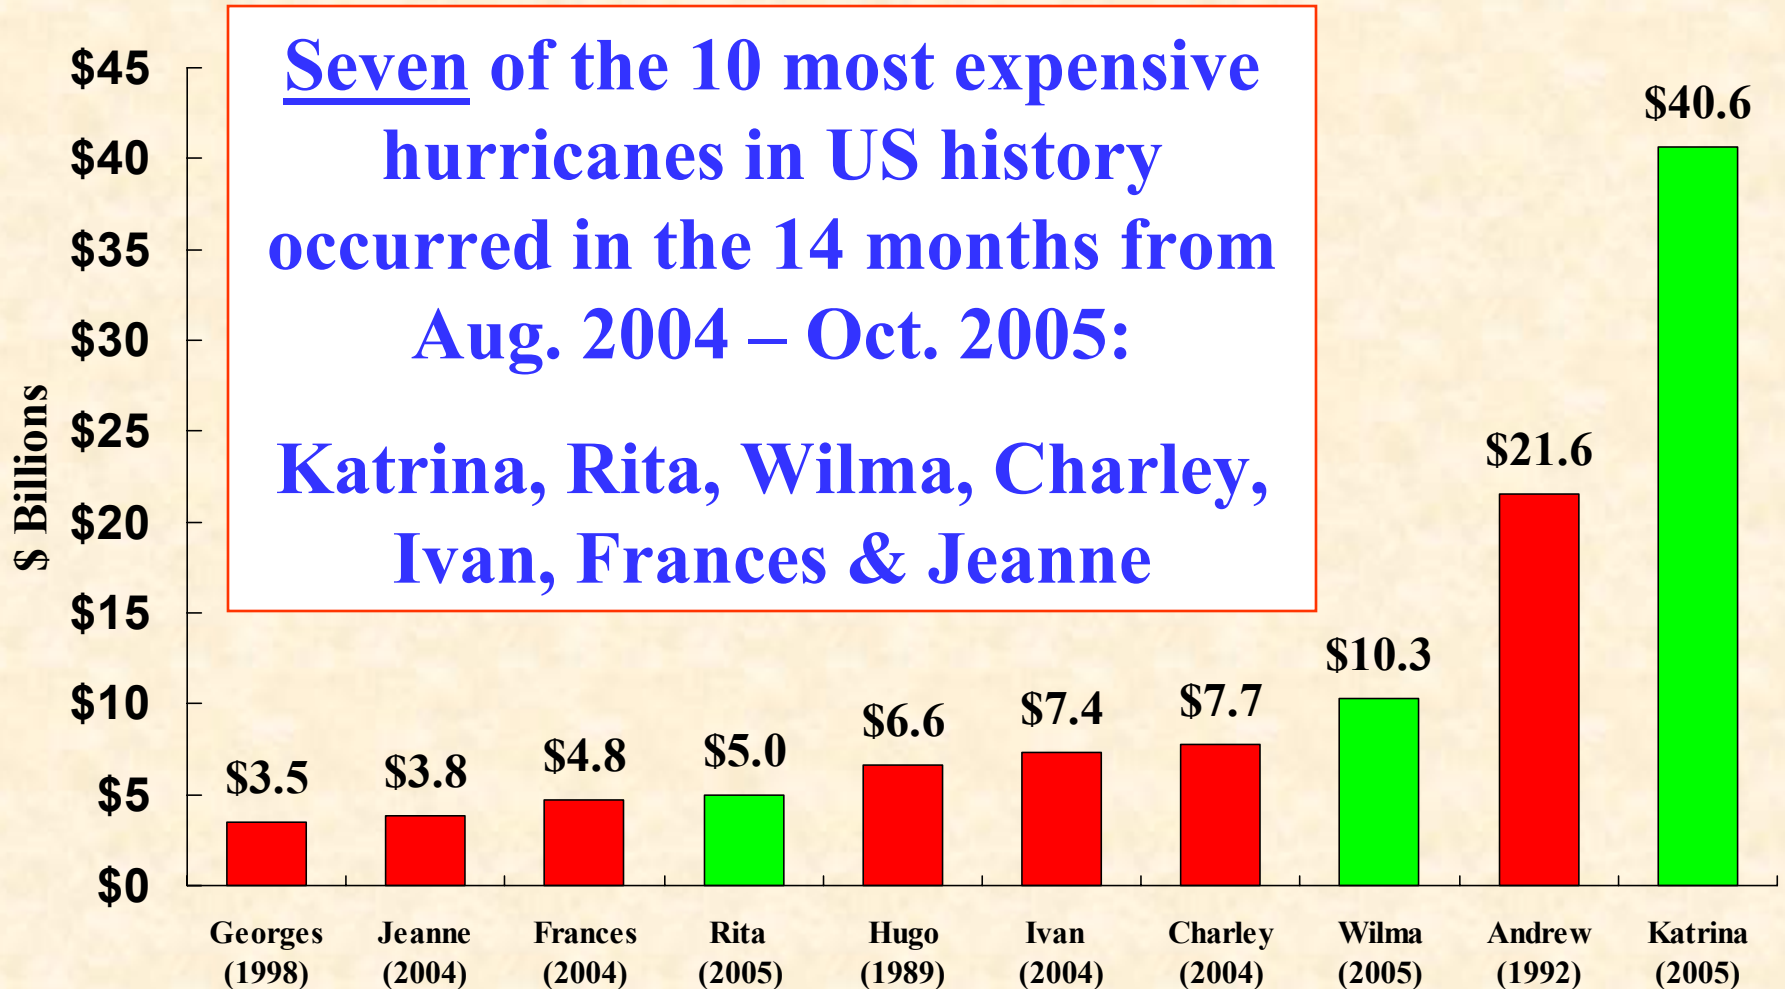 Seven of the 10 most expensive
hurricanes in US history
occurred in the 14 months from
Aug. 2004 – Oct. 2005:
Katrina, Rita, Wilma, Charley,
Ivan, Frances & Jeanne
$ Billions
$45
$40
$35
$30
$25
$20
$15
$10
$5
$0
$3.5
$3.8
$4.8
$5.0
$6.6
$7.4
$7.7
$10.3
$21.6
$40.6
Georges
(1998)
Jeanne
(2004)
Frances
(2004)
Rita
(2005)
Hugo
(1989)
Ivan
(2004)
Charley
(2004)
Wilma
(2005)
Andrew
(1992)
Katrina
(2005)